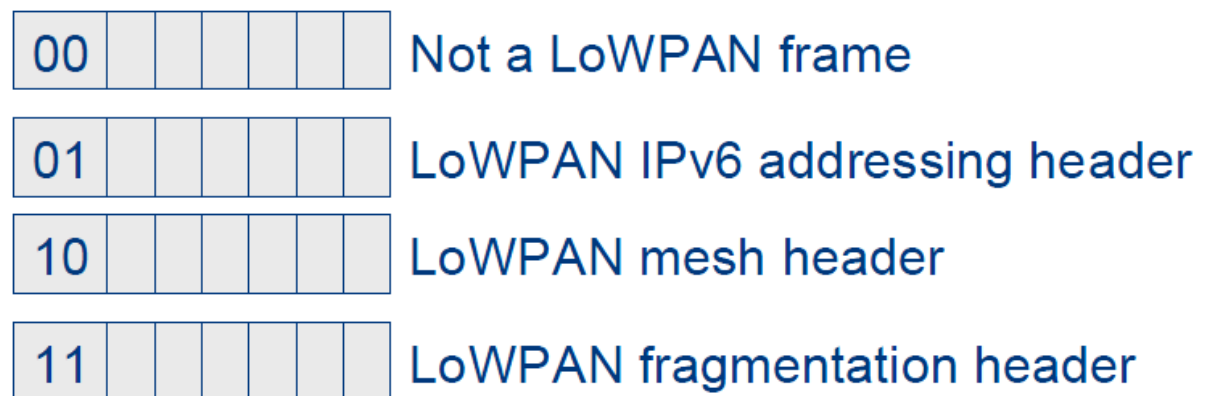 00 Not a LoWPAN frame
01 LoWPAN IPv6 addressing header
10 LoWPAN mesh header
11 LoWPAN fragmentation header